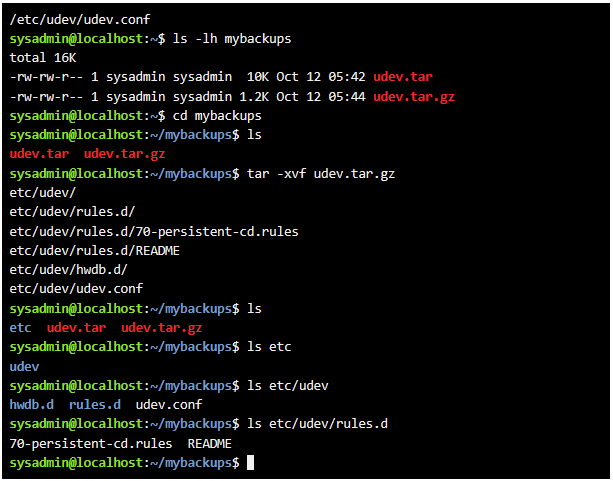 /etc/udev/udev.conf
sysadmin@localhost:~$ ls -lh mybackups
total 16K
-rw-rw-r-- 1 sysadmin sysadmin  10K Oct 12 05:42 udev.tar
-rw-rw-r-- 1 sysadmin sysadmin 1.2K Oct 12 05:44 udev.tar.gz
sysadmin@localhost:~$ cd mybackups
sysadmin@localhost:~/mybackups$ ls
udev.tar  udev.tar.gz
sysadmin@localhost:~/mybackups$ tar -xvf udev.tar.gz
etc/udev/
etc/udev/rules.d/
etc/udev/rules.d/70-persistent-cd.rules
etc/udev/rules.d/README
etc/udev/hwdb.d/
etc/udev/udev.conf
sysadmin@localhost:~/mybackups$ ls
etc  udev.tar  udev.tar.gz
sysadmin@localhost:~/mybackups$ ls etc
udev
sysadmin@localhost:~/mybackups$ ls etc/udev
hwdb.d  rules.d  udev.conf
sysadmin@localhost:~/mybackups$ ls etc/udev/rules.d
70-persistent-cd.rules  README
sysadmin@localhost:~/mybackups$